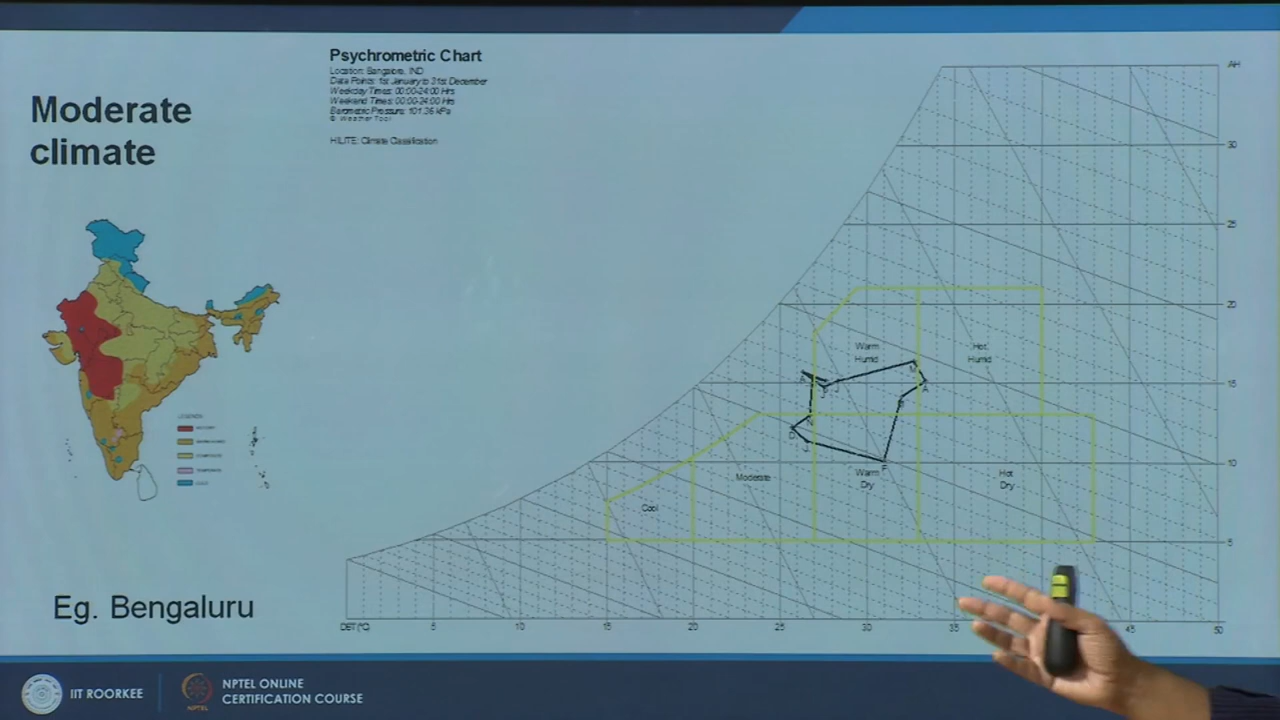 Moderate
climate
Psychrometric Chart
Location: Bangalore, IND
Data Points: 1st January to 31st December
Weekday Times: 00:00-24:00 Hrs
Weekend Times: 00:00-24:00 Hrs
Barometric Pressure: 101.36 kPa
© Weather Tool
HILITE: Climate Classification
AH
30
25
20
15
10
5
Warm
Humid
Hot
Humid
Cool
Moderate
Warm
Dry
Hot
Dry
A
F
DBT (°C)
5
10
15
20
25
30
35
45
50
LEGEND
Eg. Bengaluru
IIT ROORKEE
NPTEL
NPTEL ONLINE
CERTIFICATION COURSE